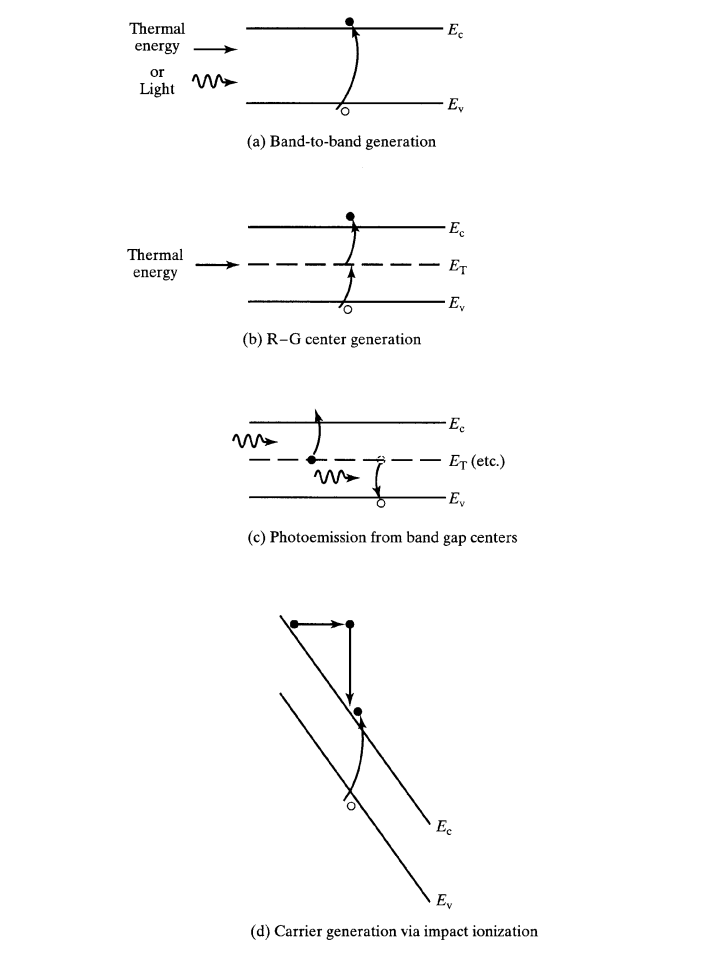 Thermal
energy
or
Light
E_c
E_v
(a) Band-to-band generation
Thermal
energy
E_c
E_T
E_v
(b) R–G center generation
E_c
E_T (etc.)
E_v
(c) Photoemission from band gap centers
E_c
E_v
(d) Carrier generation via impact ionization